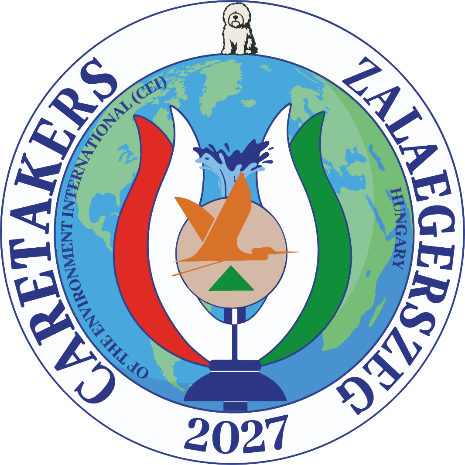 CARETAKERS
OF THE ENVIRONMENT INTERNATIONAL (CEI)
ZALAEGERSZEG
HUNGARY
2027